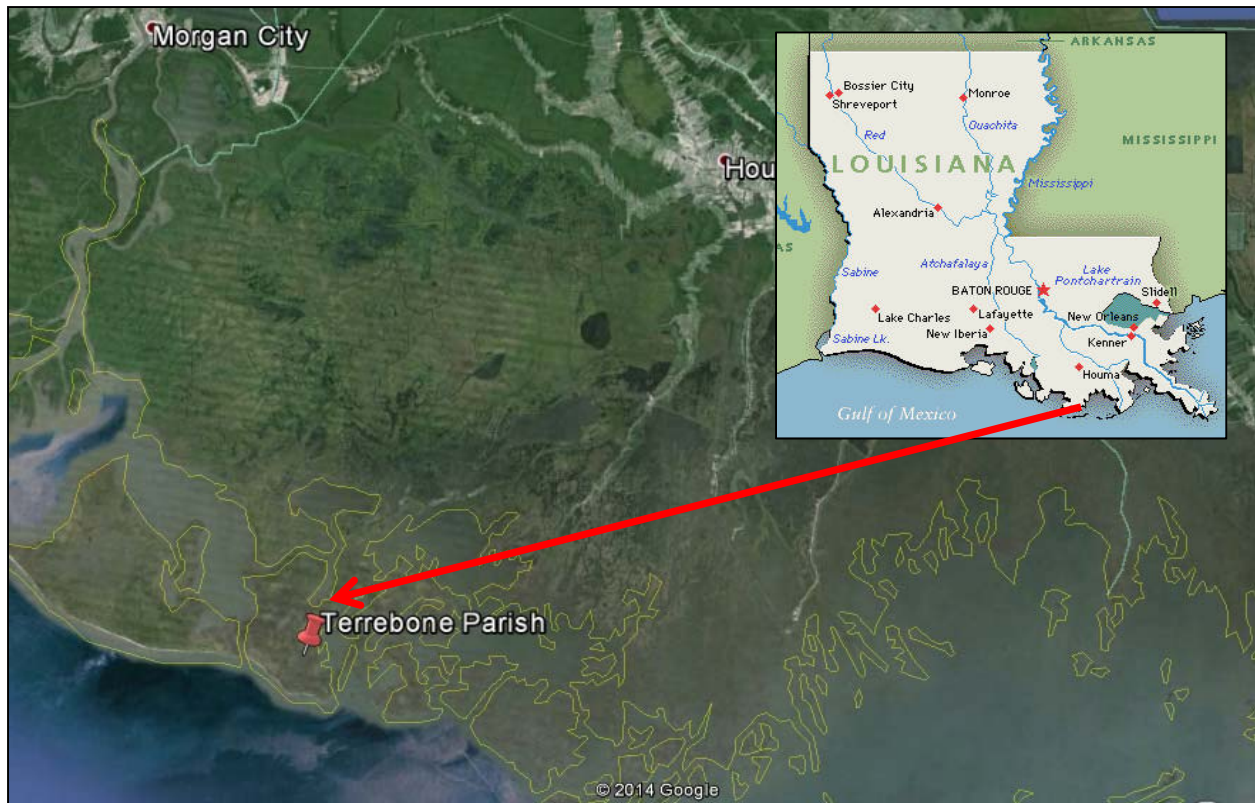 Morgan City
Hou
Terrebone Parish
© 2014 Google
ARKANSAS
Bossier City
Shreveport
Monroe
Red
Ouachita
MISSISSIPPI
LOUISIANA
Mississippi
Alexandria
AS
Sabine
Atchafalaya
Lake
Pontchartrain
BATON ROUGE
Slidell
Lake Charles
Lafayette
New Orleans
New Iberia
Kenner
Sabine Lk.
Houma
Gulf of Mexico